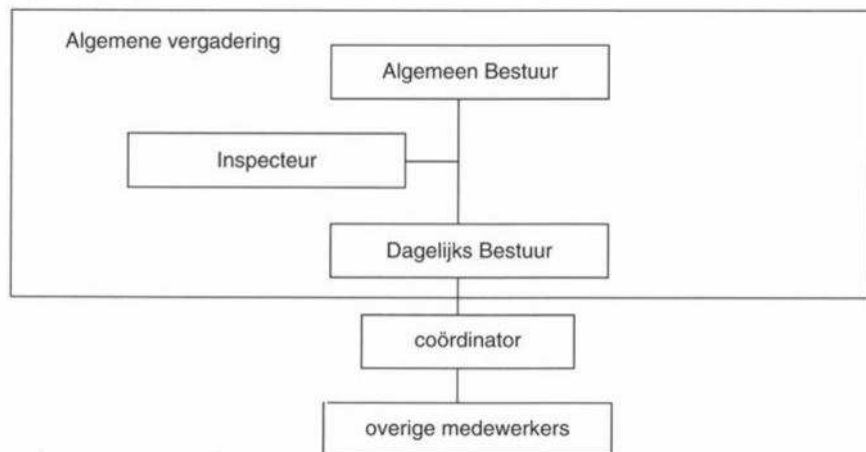 Algemene vergadering
Algemeen Bestuur
Inspecteur
Dagelijks Bestuur
coördinator
overige medewerkers